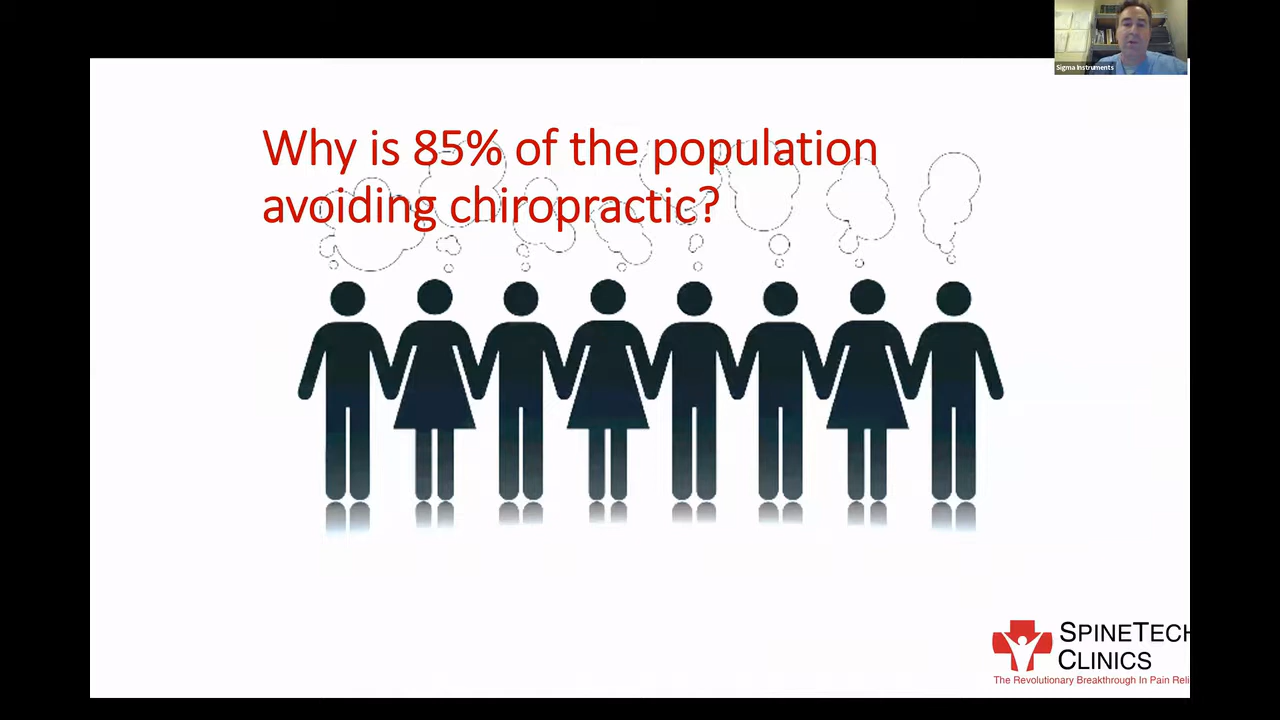 Sigma Instruments
Why is 85% of the population
avoiding chiropractic?
SPINETECH
CLINICS
The Revolutionary Breakthrough In Pain Reli